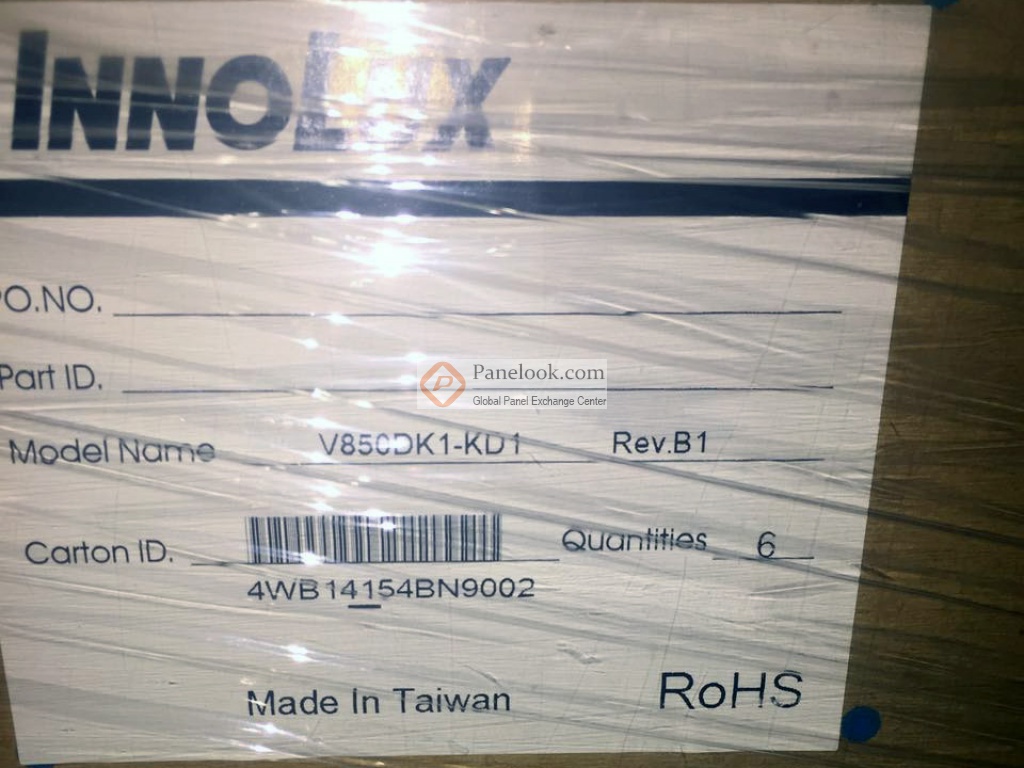 INNOLUX
PO.NO.
Part ID.
Panelook.com
Global Panel Exchange Center
Model Name V850DK1-KD1 Rev.B1
Carton ID. Quantities 6
4WB14154BN9002
Made In Taiwan RoHS